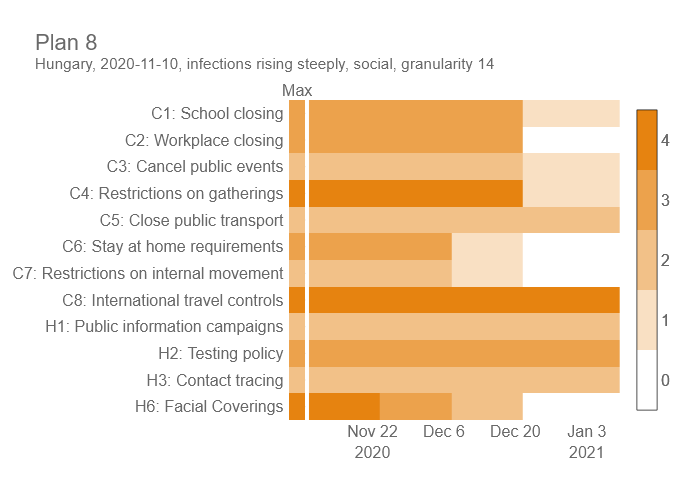 Plan 8
Hungary, 2020-11-10, infections rising steeply, social, granularity 14
Max
C1: School closing
C2: Workplace closing
C3: Cancel public events
C4: Restrictions on gatherings
C5: Close public transport
C6: Stay at home requirements
C7: Restrictions on internal movement
C8: International travel controls
H1: Public information campaigns
H2: Testing policy
H3: Contact tracing
H6: Facial Coverings
4
3
2
1
0
Nov 22 Dec 6 Dec 20 Jan 3
2020 2021